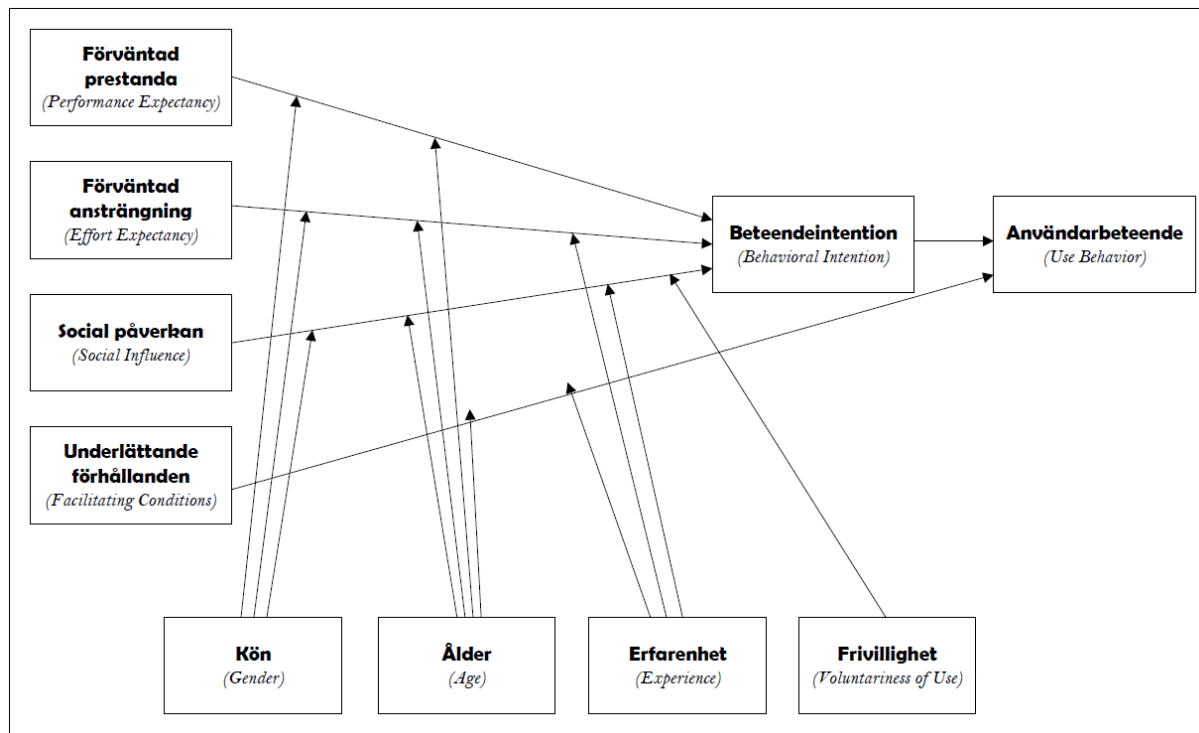 Förväntad
prestanda
(Performance Expectancy)
Förväntad
ansträngning
(Effort Expectancy)
Social påverkan
(Social Influence)
Underlättande
förhållanden
(Facilitating Conditions)
Beteendeintention
(Behavioral Intention)
Användarbeteende
(Use Behavior)
Kön
(Gender)
Ålder
(Age)
Erfarenhet
(Experience)
Frivillighet
(Voluntariness of Use)